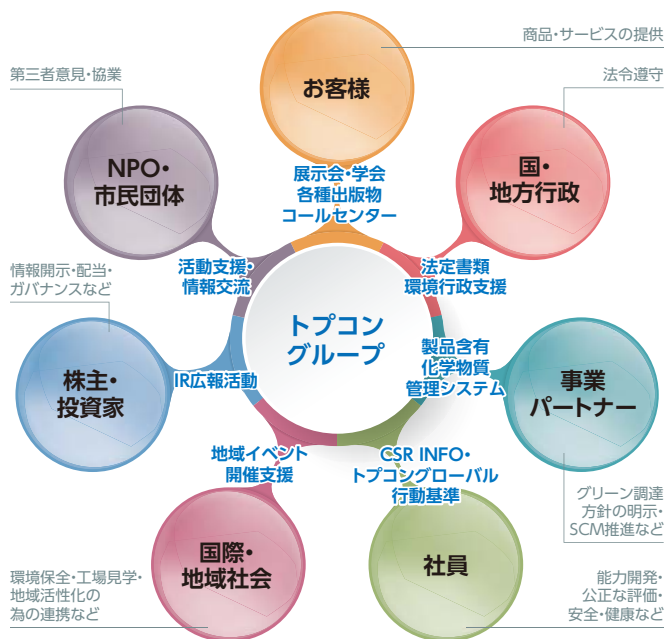 商品・サービスの提供
お客様
展示会・学会
各種出版物
コールセンター
法令遵守
国・
地方行政
法定書類
環境行政支援
第三者意見・協業
NPO・
市民団体
活動支援・
情報交流
トプコン
グループ
製品含有
化学物質
管理システム
事業
パートナー
グリーン調達
方針の明示・
SCM推進など
情報開示・配当・
ガバナンスなど
株主・
投資家
IR広報活動
地域イベント
開催支援
国際・
地域社会
環境保全・工場見学・
地域活性化の
為の連携など
CSR INFO・
トプコングローバル
行動基準
社員
能力開発・
公正な評価・
安全・健康など